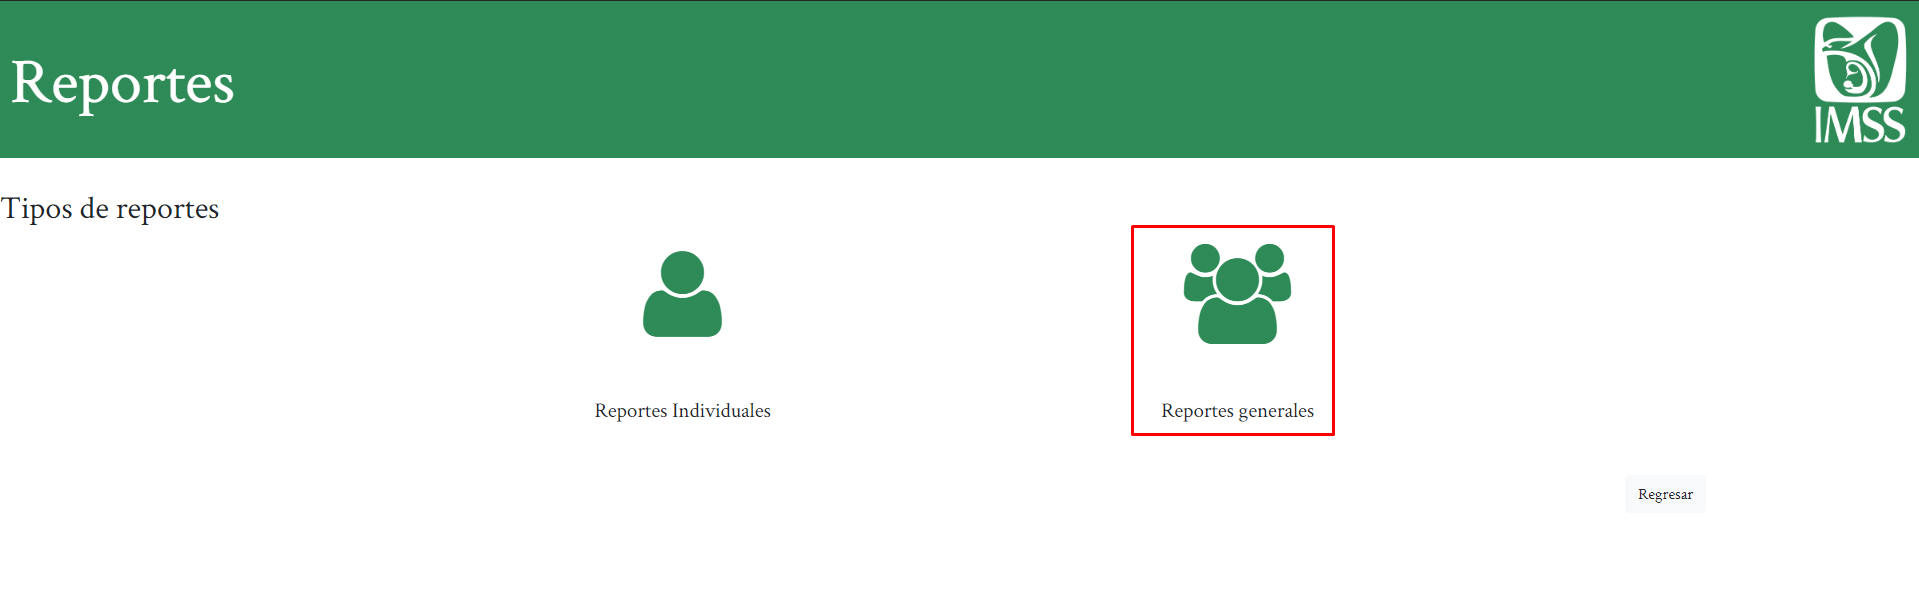 Reportes
IMSS
Tipos de reportes
Reportes Individuales
Reportes generales
Regresar